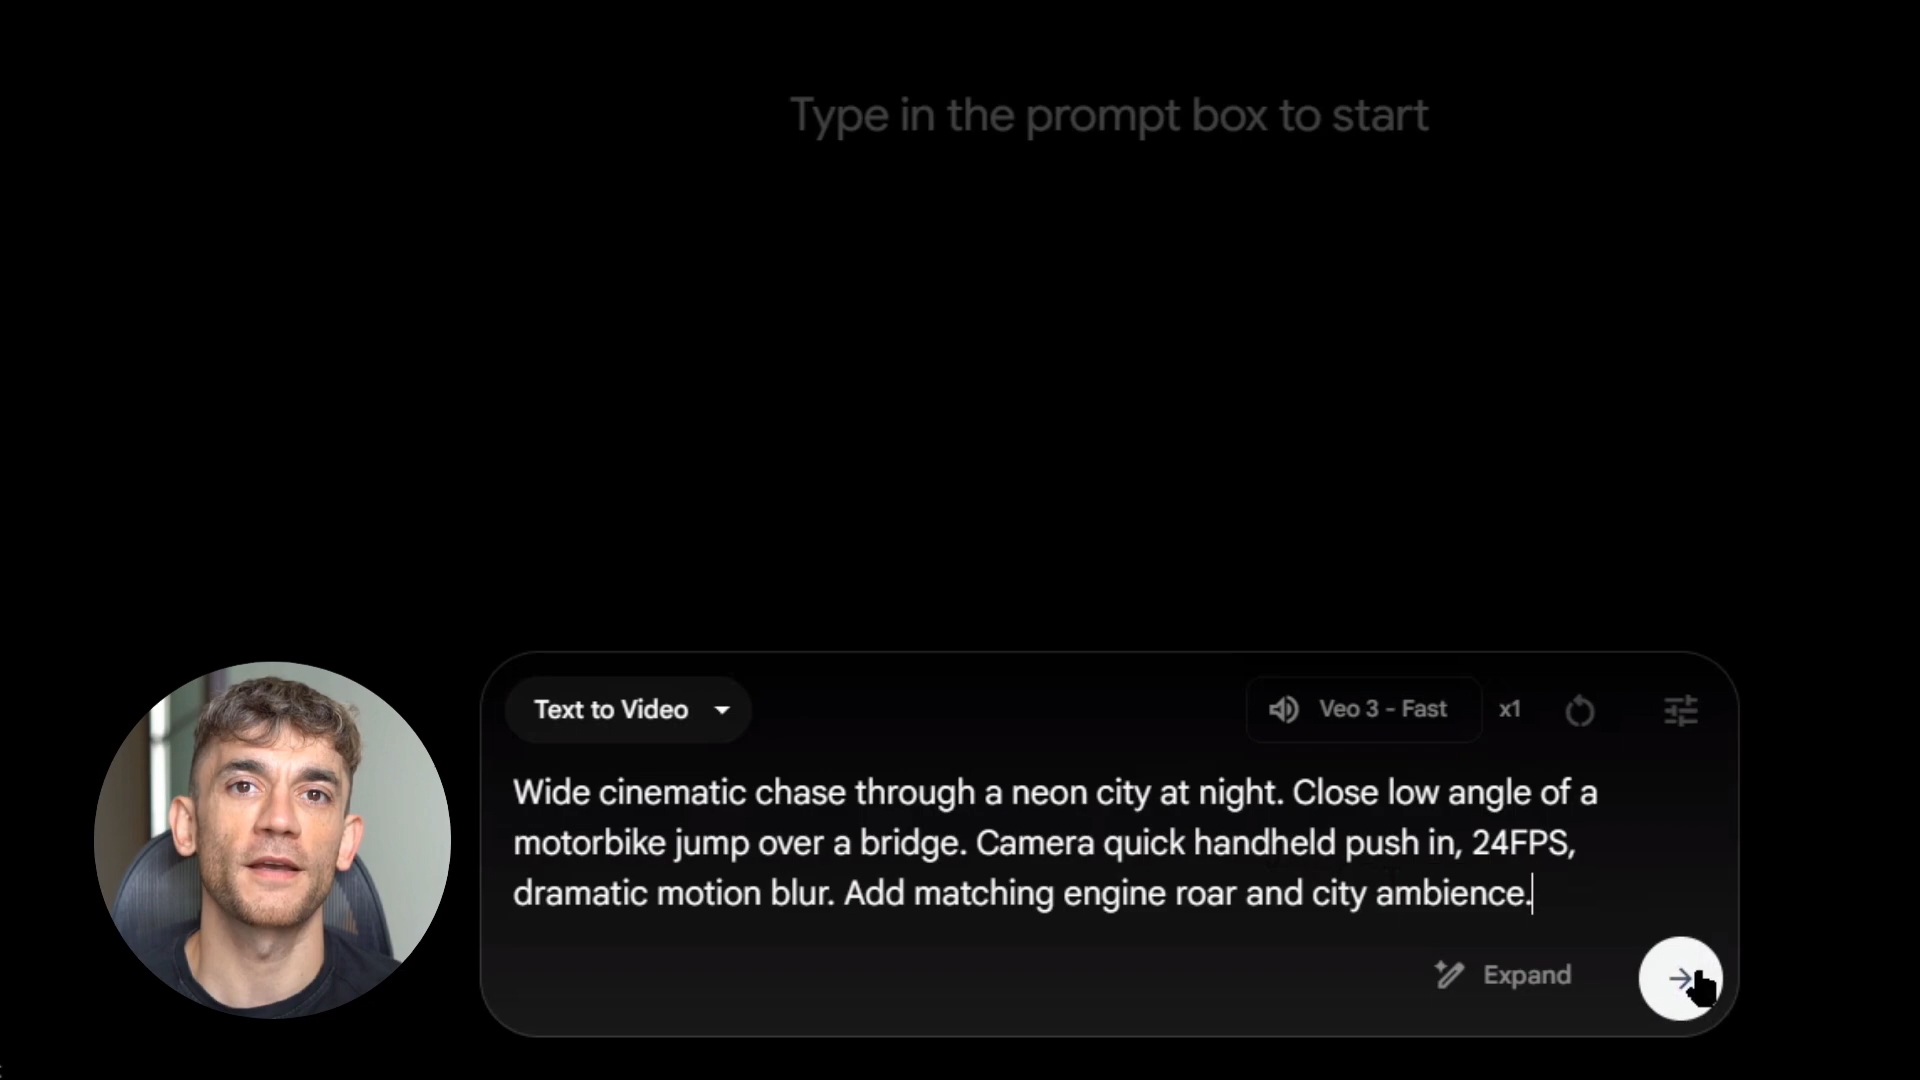 Type in the prompt box to start
Text to Video
Veo 3 - Fast
x1
Wide cinematic chase through a neon city at night. Close low angle of a
motorbike jump over a bridge. Camera quick handheld push in, 24FPS,
dramatic motion blur. Add matching engine roar and city ambience.
Expand